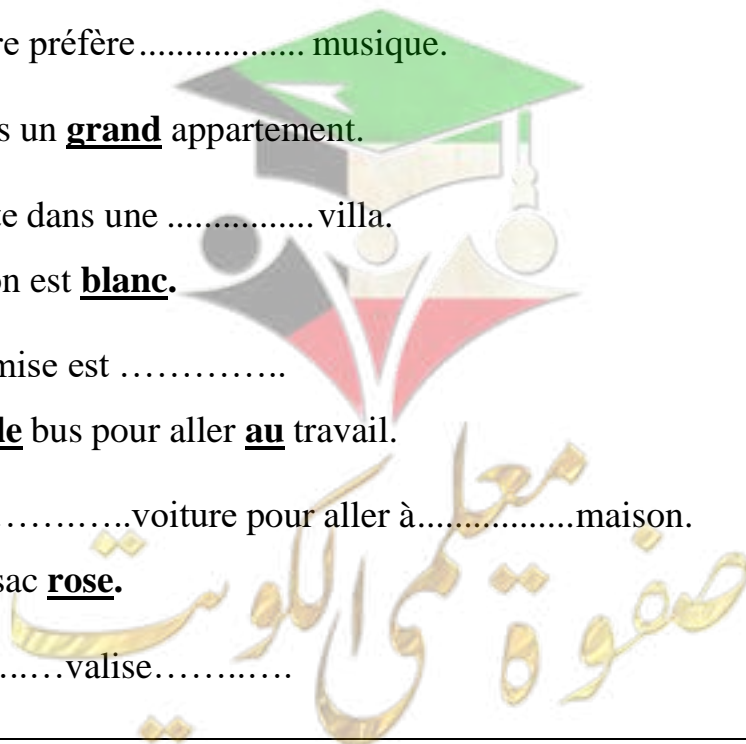 re préfère.................. musique.
s un grand appartement.
te dans une ................villa.
on est blanc.
mise est …………..
le bus pour aller au travail.
………..voiture pour aller à.................maison.
sac rose.
...…valise……..….
صفوة معلمي الكويت